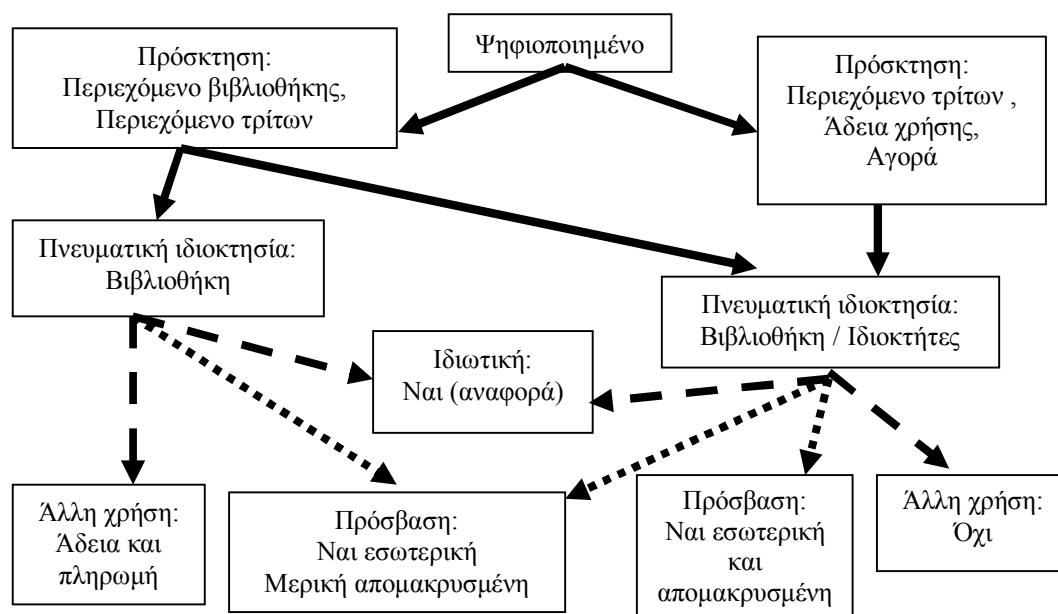 Ψηφιοποιημένο
Πρόσκτηση:
Περιεχόμενο βιβλιοθήκης,
Περιεχόμενο τρίτων
Πρόσκτηση:
Περιεχόμενο τρίτων ,
Άδεια χρήσης,
Αγορά
Πνευματική ιδιοκτησία:
Βιβλιοθήκη
Πνευματική ιδιοκτησία:
Βιβλιοθήκη / Ιδιοκτήτες
Ιδιωτική:
Ναι (αναφορά)
Άλλη χρήση:
Άδεια και
πληρωμή
Πρόσβαση:
Ναι εσωτερική
Μερική απομακρυσμένη
Πρόσβαση:
Ναι εσωτερική
και
απομακρυσμένη
Άλλη χρήση:
Όχι